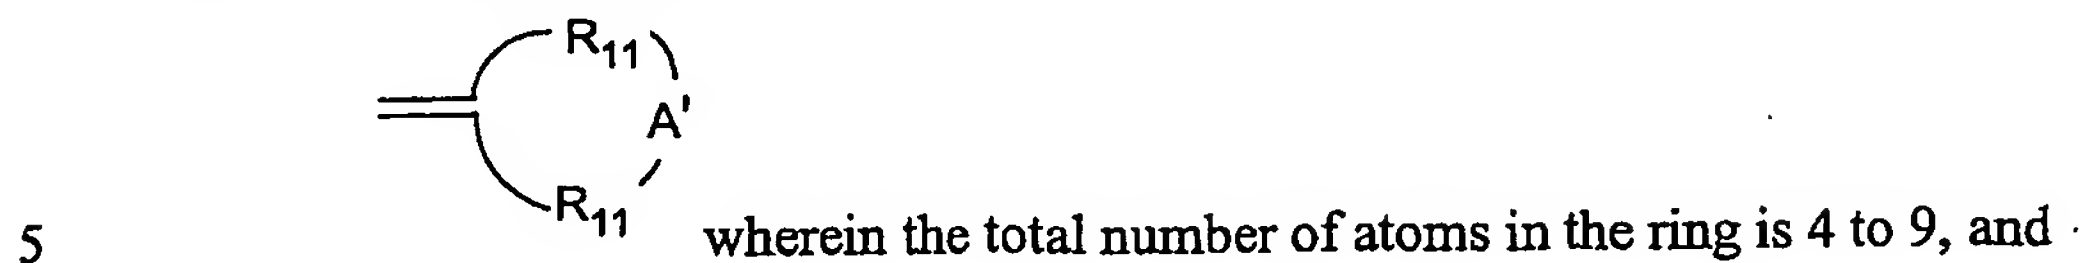 R11
A'
R11
5 wherein the total number of atoms in the ring is 4 to 9, and